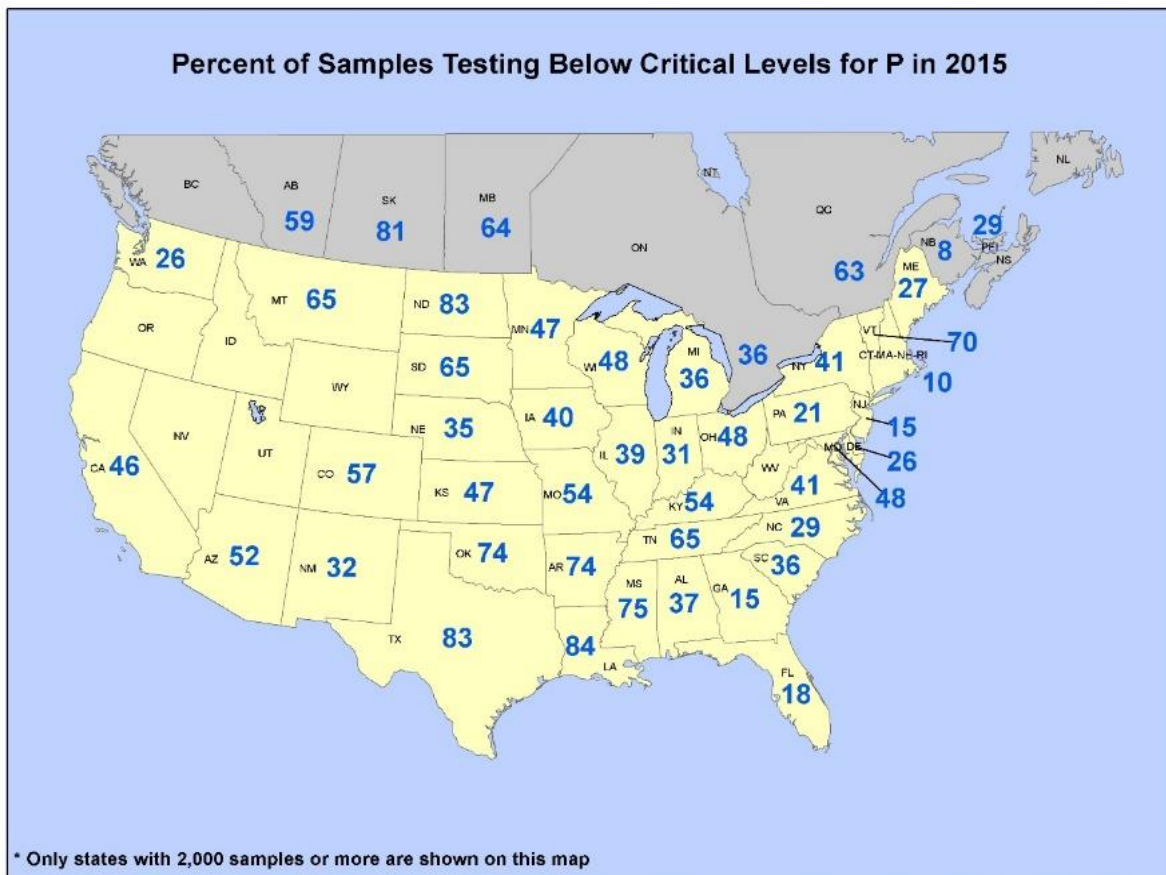 Percent of Samples Testing Below Critical Levels for P in 2015
NL
BC
AB
SK
MB
NT
QC
ON
59
81
64
29
NB
8
PEI
NS
63
ME
27
WA
26
MT
65
ND
83
MN
47
OR
ID
SD
65
WI
48
MI
36
36
NY
41
VT
70
CT-MA-NH-RI
10
WY
NE
35
IA
40
PA
21
NJ
15
CA
46
NV
UT
CO
57
KS
47
IL
39
IN
31
OH
48
WV
MD
DE
26
48
MO
54
KY
54
VA
41
AZ
52
NM
32
OK
74
AR
74
TN
65
NC
29
SC
36
MS
75
AL
37
GA
15
TX
83
84
LA
FL
18
* Only states with 2,000 samples or more are shown on this map